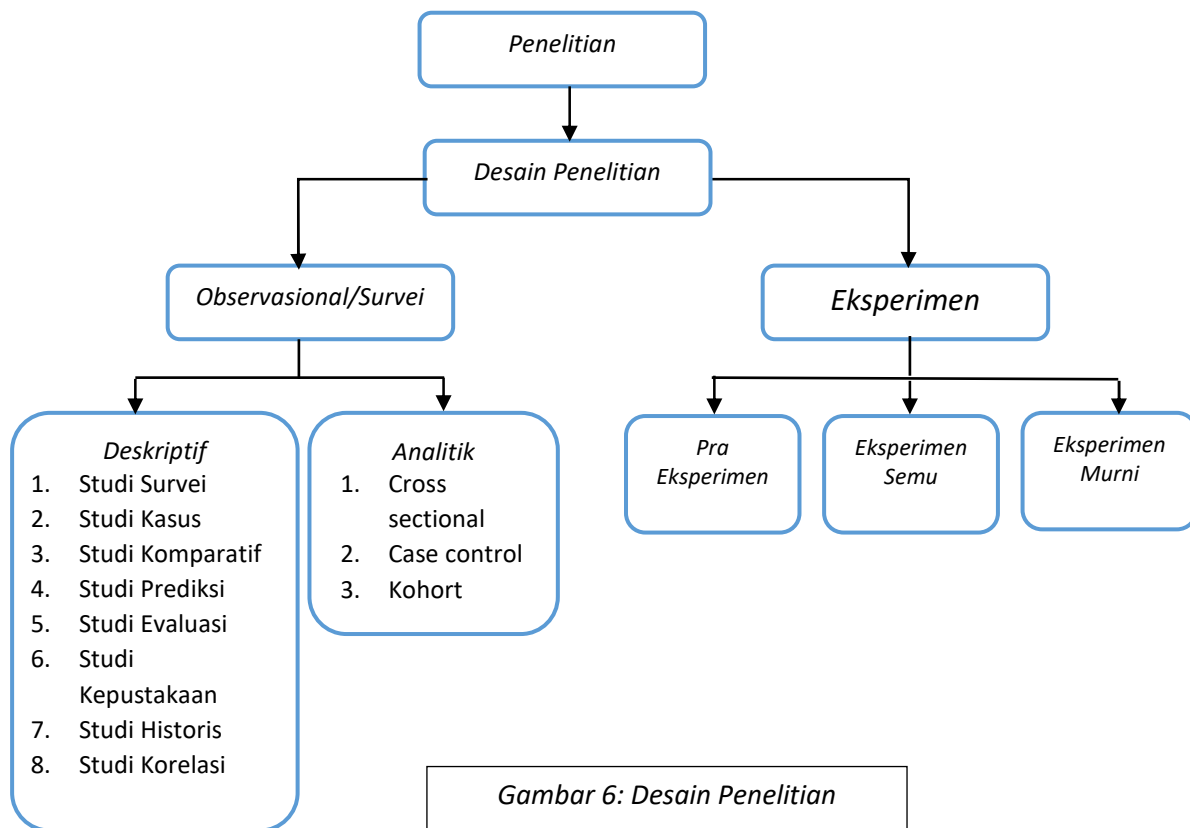 Penelitian
Desain Penelitian
Observasional/Survei
Eksperimen
Deskriptif
1. Studi Survei
2. Studi Kasus
3. Studi Komparatif
4. Studi Prediksi
5. Studi Evaluasi
6. Studi
Kepustakaan
7. Studi Historis
8. Studi Korelasi
Analitik
1. Cross
sectional
2. Case control
3. Kohort
Pra
Eksperimen
Eksperimen
Semu
Eksperimen
Murni
Gambar 6: Desain Penelitian